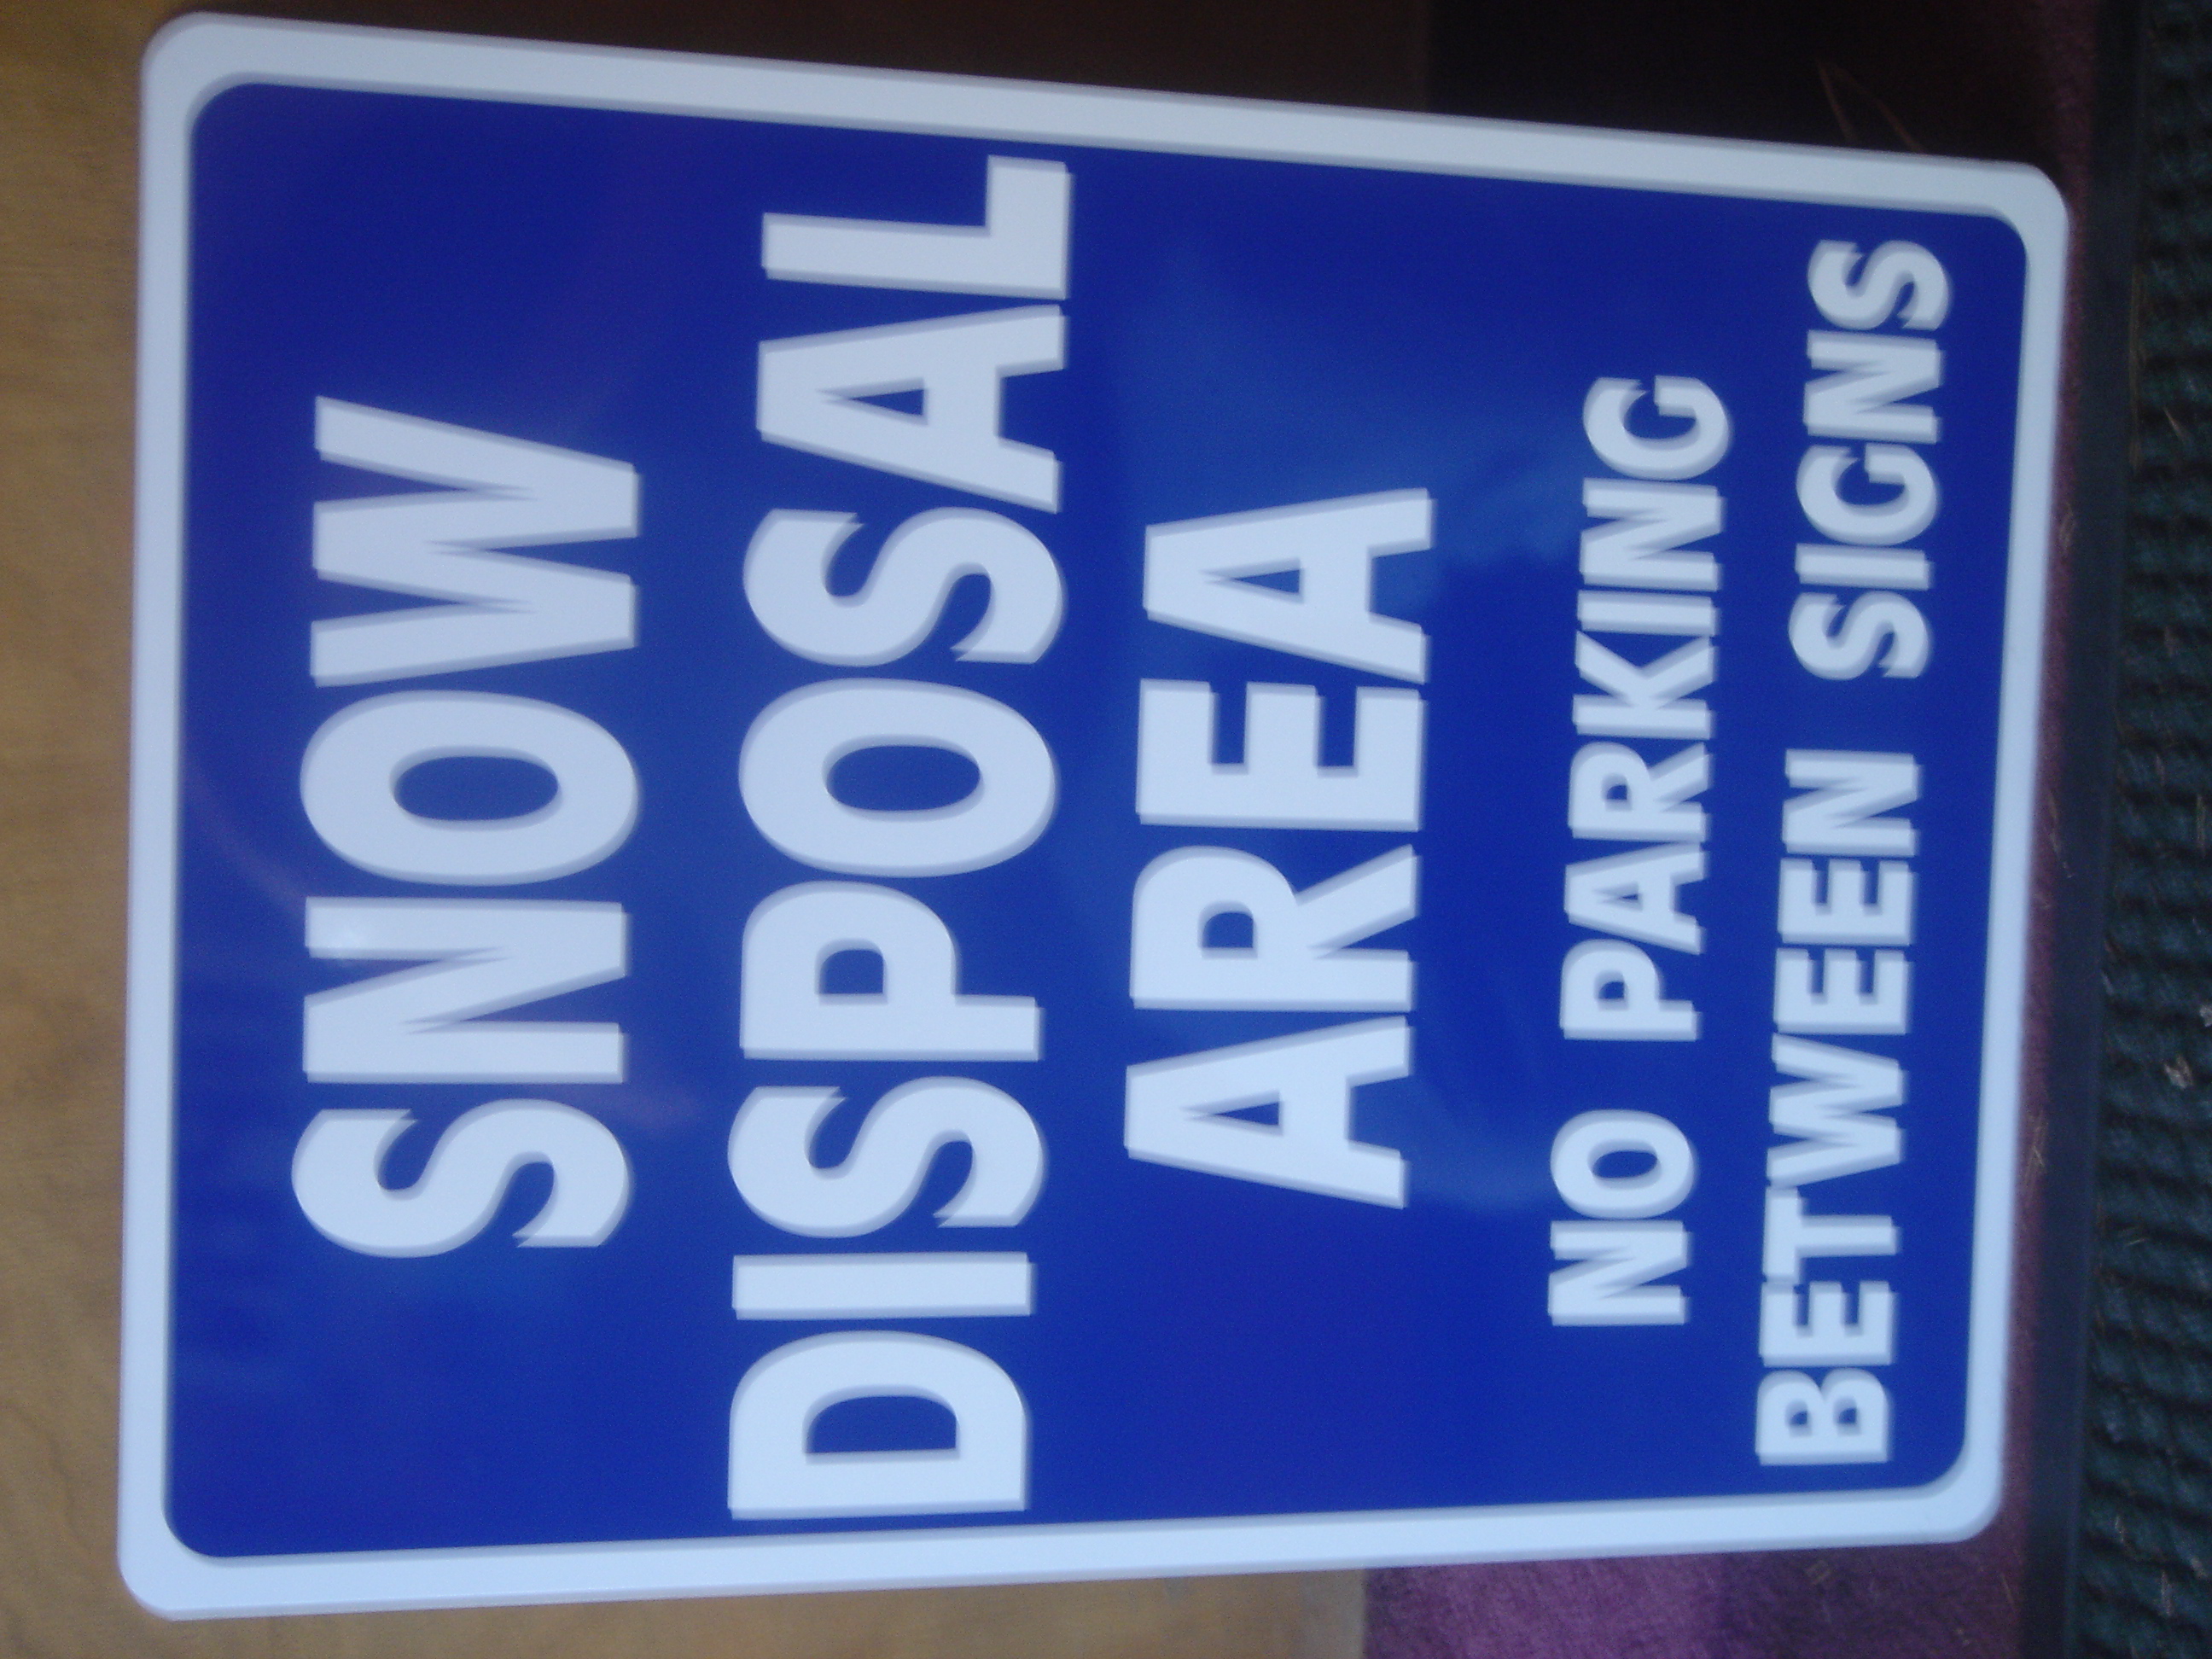 SNOW
DISPOSAL
AREA
NO PARKING
BETWEEN SIGNS